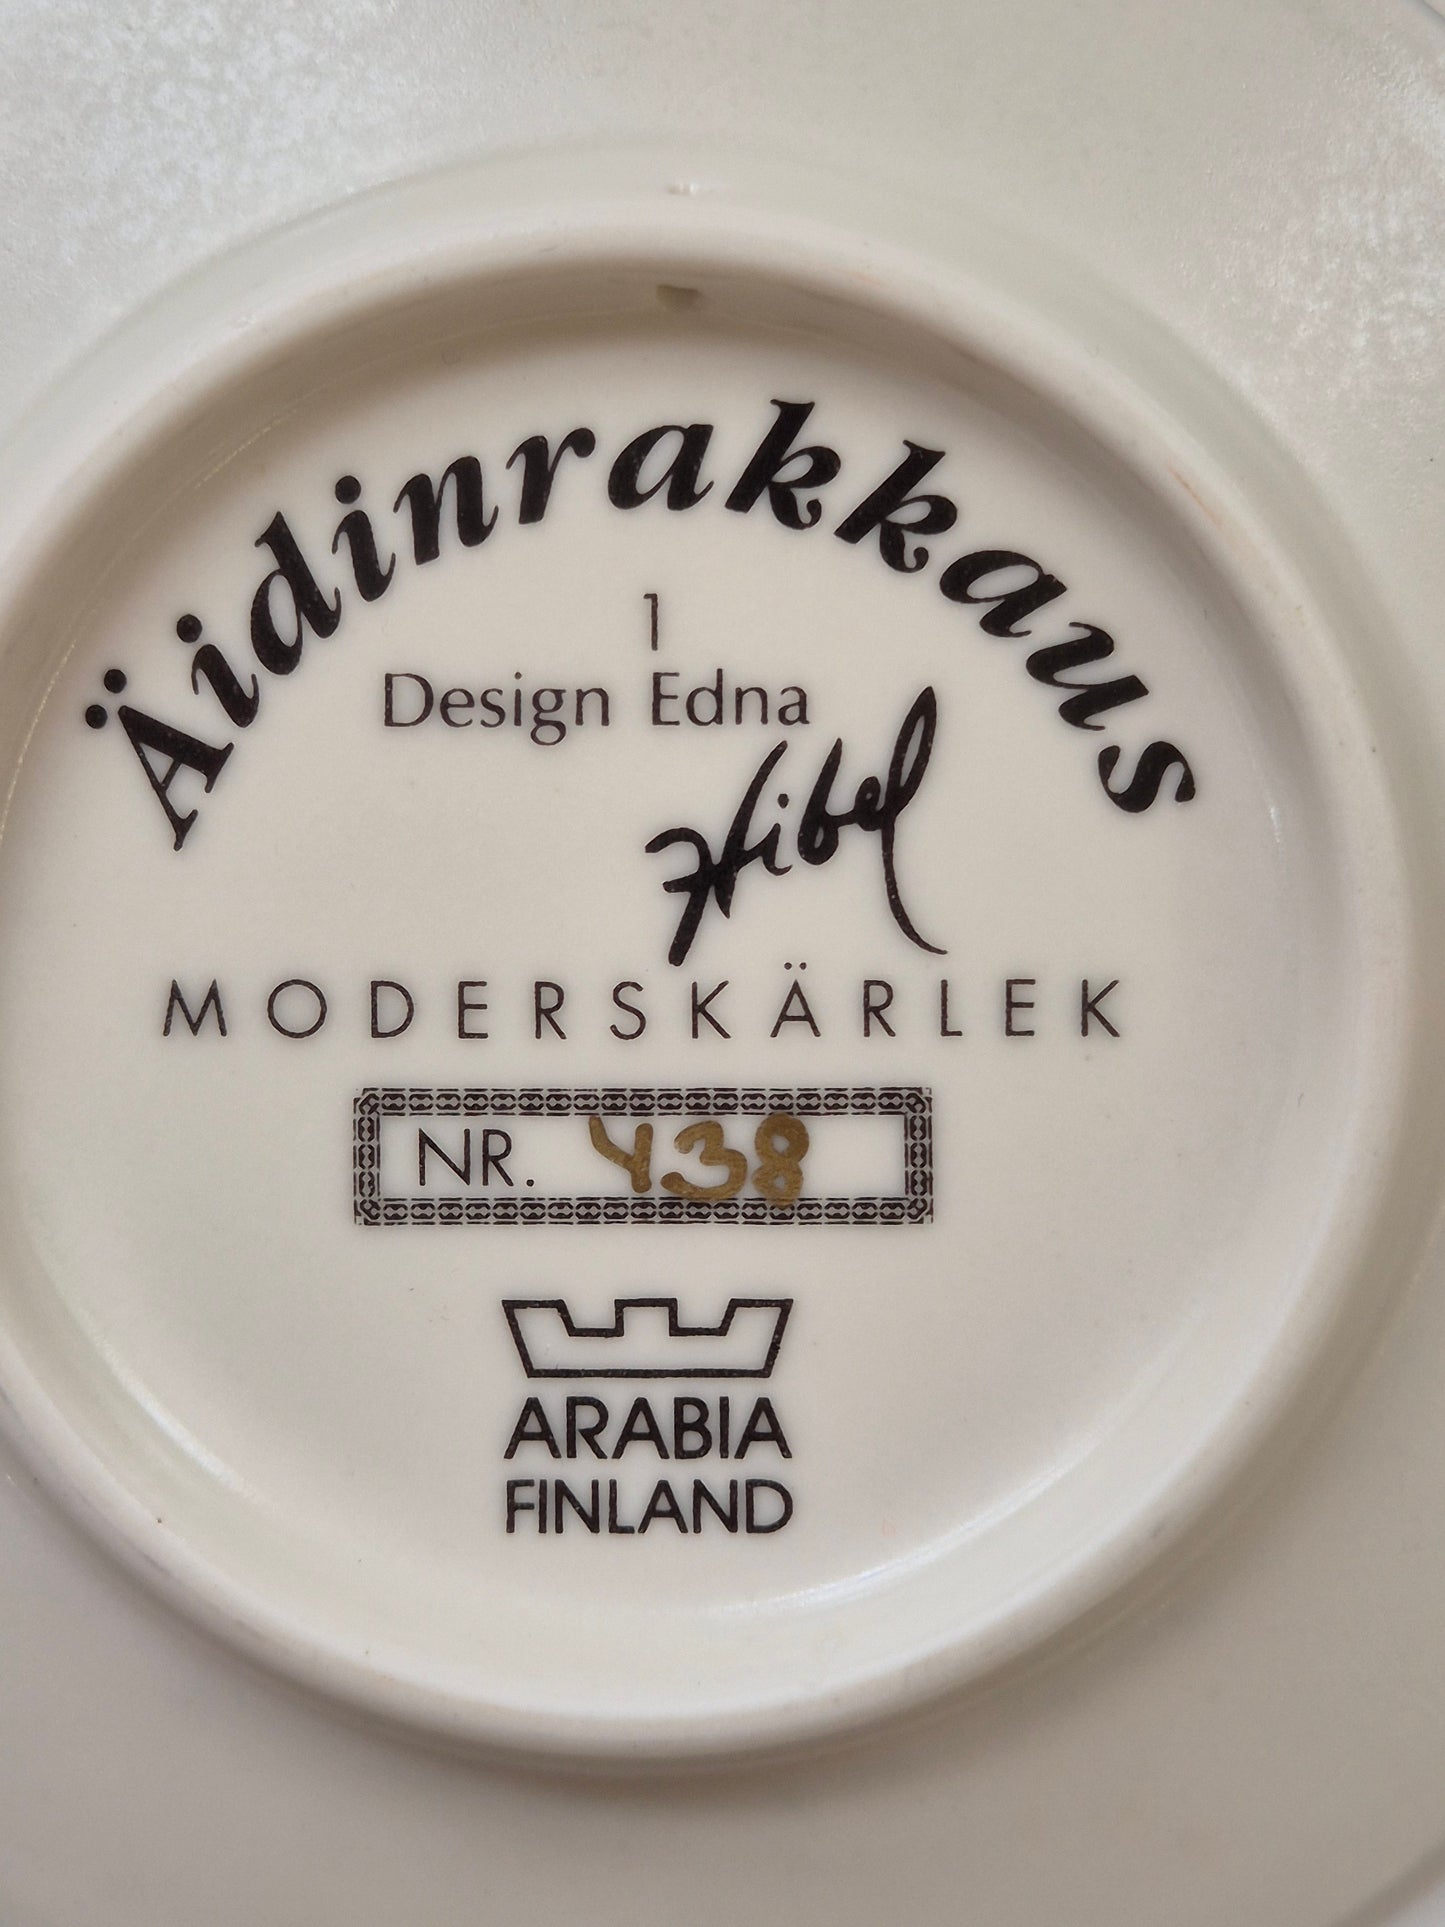 Äidinrakkaus
1
Design Edna
Hibel
MODERSKÄRLEK
NR. 438
ARABIA
FINLAND